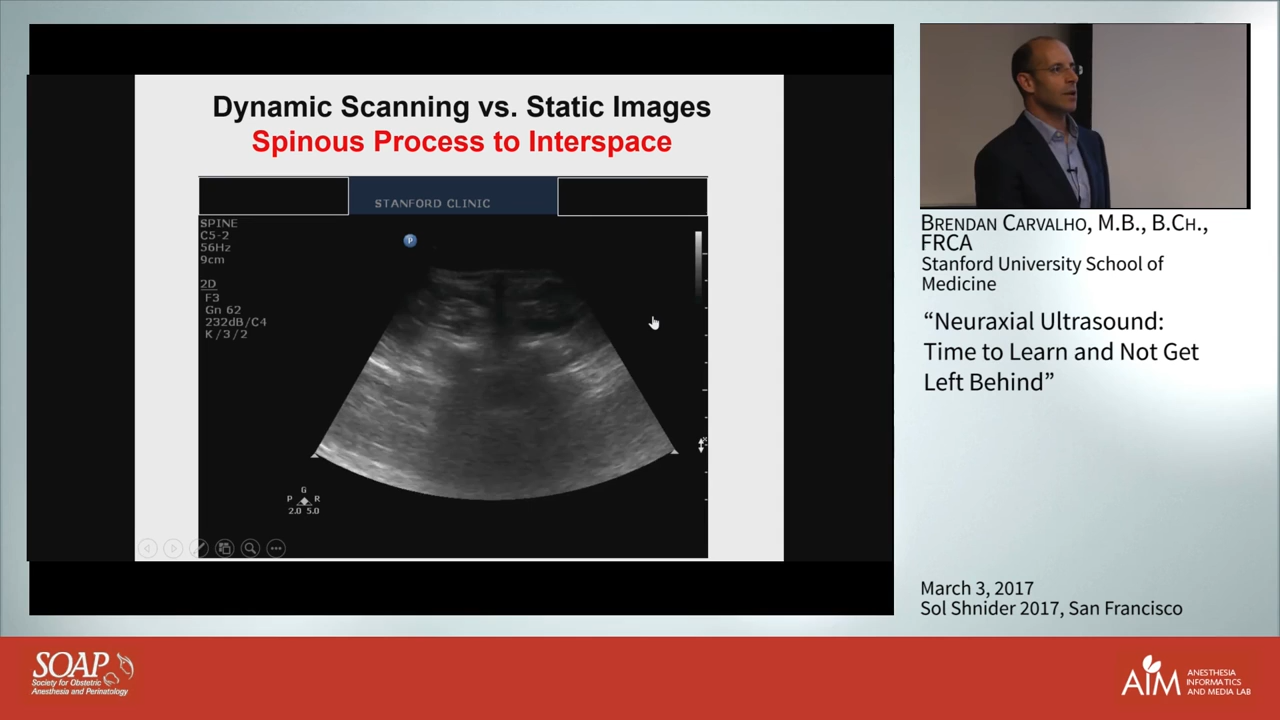 Dynamic Scanning vs. Static Images
Spinous Process to Interspace
STANFORD CLINIC
SPINE
C5-2
56Hz
9cm
P
2D
F3
Gn 62
232dB/C4
K/3/2
G
P R
2.0 5.0
BRENDAN CARVALHO, M.B., B.CH.,
FRCA
Stanford University School of
Medicine
“Neuraxial Ultrasound:
Time to Learn and Not Get
Left Behind”
March 3, 2017
Sol Shnider 2017, San Francisco
SOAP
Society for Obstetric
Anesthesia and Perinatology
AIM
ANESTHESIA
INFORMATICS
AND MEDIA LAB